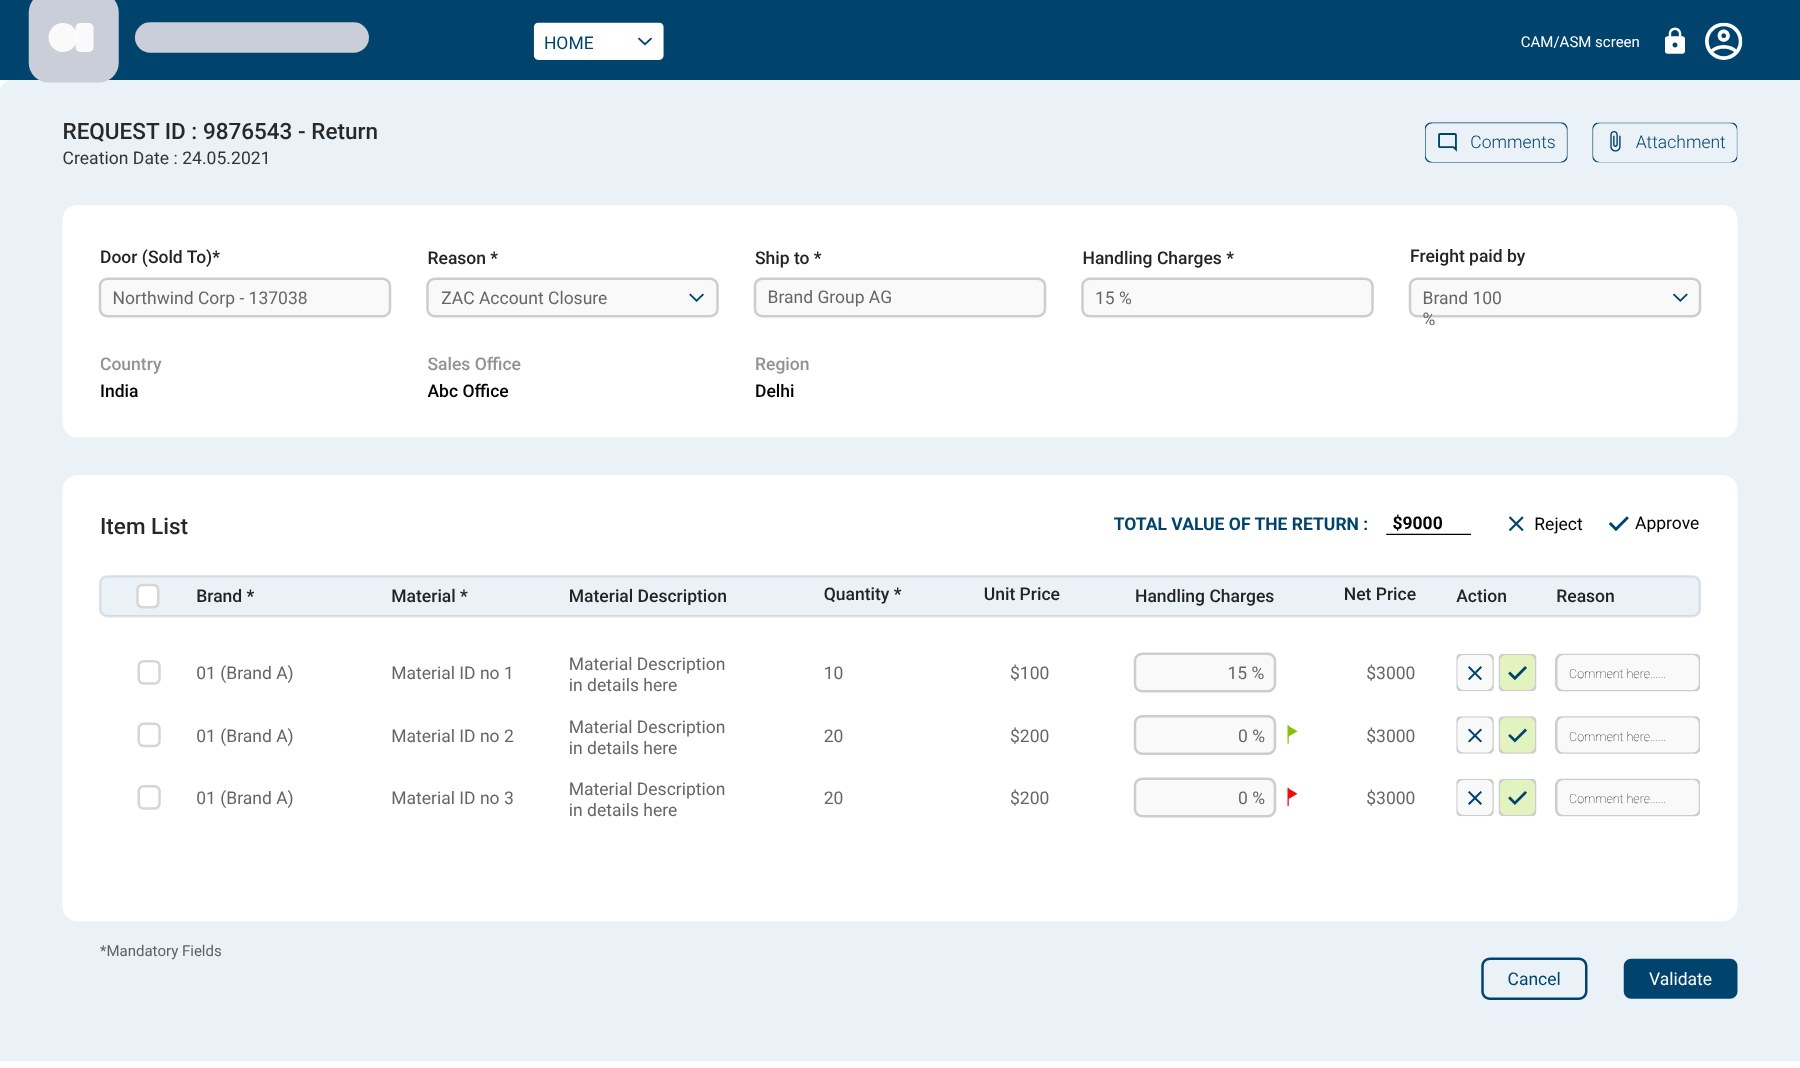 HOME
CAM/ASM screen
REQUEST ID : 9876543 - Return
Creation Date : 24.05.2021
Comments
Attachment
Door (Sold To)*
Reason *
Ship to *
Handling Charges *
Freight paid by
Northwind Corp - 137038
ZAC Account Closure
Brand Group AG
15 %
Brand 100
%
Country
Sales Office
Region
India
Abc Office
Delhi
Item List
TOTAL VALUE OF THE RETURN :
$9000
Reject
Approve
Brand *
Material *
Material Description
Quantity *
Unit Price
Handling Charges
Net Price
Action
Reason
01 (Brand A)
Material ID no 1
Material Description
in details here
10
$100
15 %
$3000
Comment here.....
01 (Brand A)
Material ID no 2
Material Description
in details here
20
$200
0 %
$3000
Comment here.....
01 (Brand A)
Material ID no 3
Material Description
in details here
20
$200
0 %
$3000
Comment here.....
*Mandatory Fields
Cancel
Validate